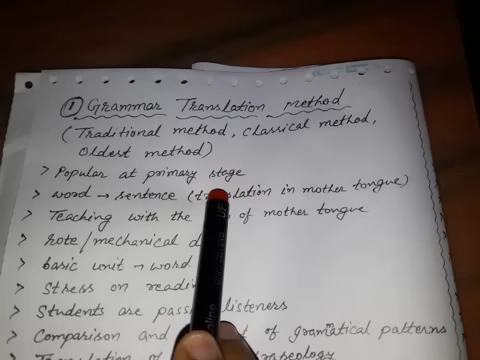 ① Grammar Translation method
(Traditional method, Classical method,
Oldest method)
> Popular at primary stage
> word → sentence (translation in mother tongue)
> Teaching with the of mother tongue
> rote/mechanical
> basic unit → word
> Stress on
> Students are listeners
> Comparison and of gramatical patterns
> of